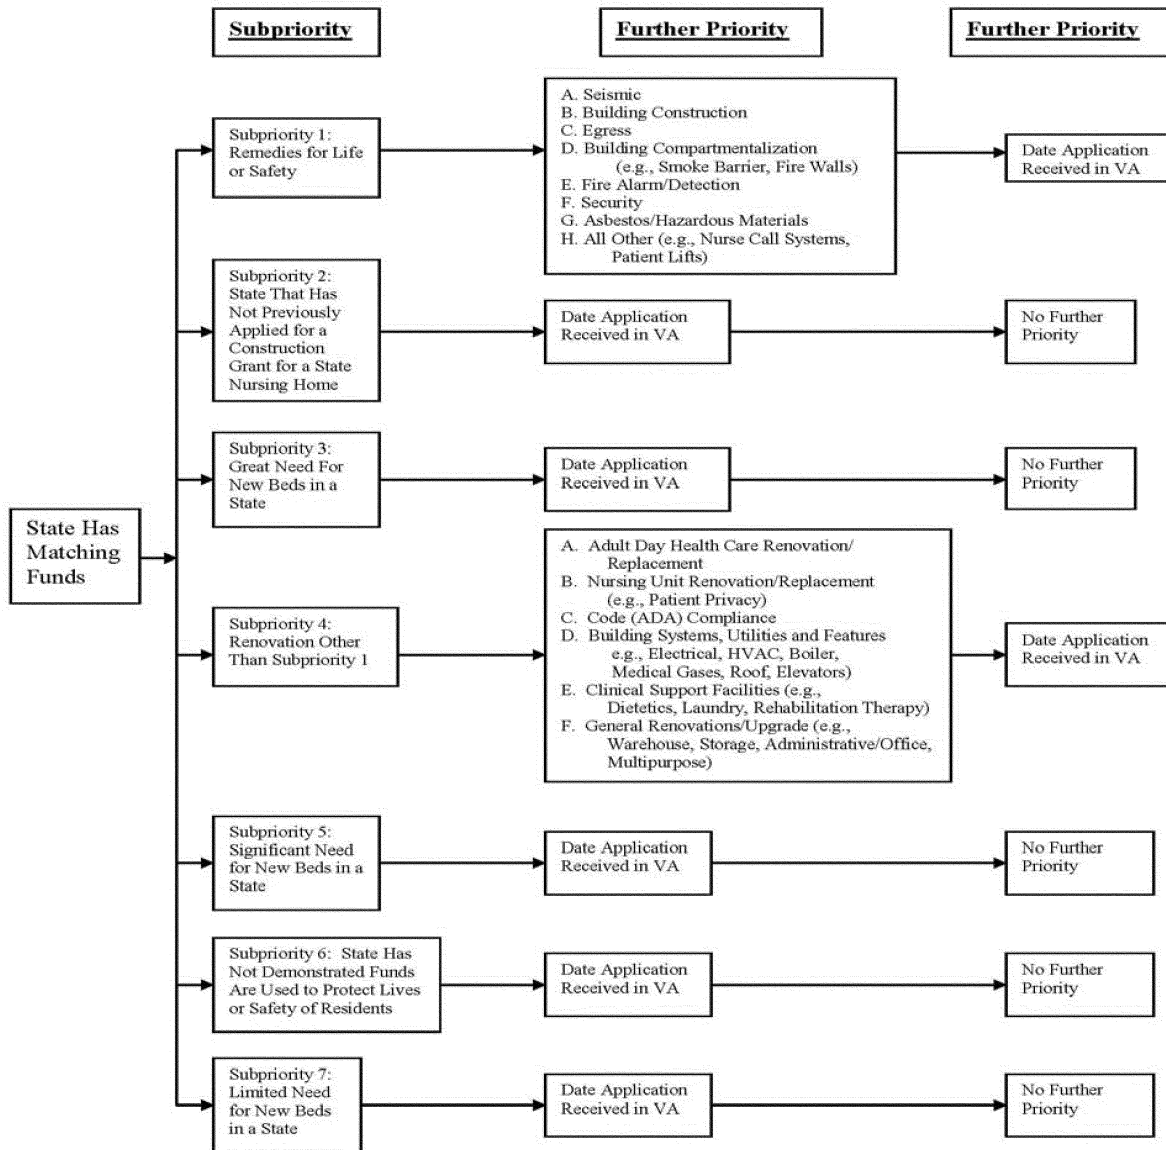 Subpriority
Further Priority
Further Priority
State Has
Matching
Funds
Subpriority 1:
Remedies for Life
or Safety
A. Seismic
B. Building Construction
C. Egress
D. Building Compartmentalization
(e.g., Smoke Barrier, Fire Walls)
E. Fire Alarm/Detection
F. Security
G. Asbestos/Hazardous Materials
H. All Other (e.g., Nurse Call Systems,
Patient Lifts)
Date Application
Received in VA
Subpriority 2:
State That Has
Not Previously
Applied for a
Construction
Grant for a State
Nursing Home
Date Application
Received in VA
No Further
Priority
Subpriority 3:
Great Need For
New Beds in a
State
Date Application
Received in VA
No Further
Priority
Subpriority 4:
Renovation Other
Than Subpriority 1
A. Adult Day Health Care Renovation/
Replacement
B. Nursing Unit Renovation/Replacement
(e.g., Patient Privacy)
C. Code (ADA) Compliance
D. Building Systems, Utilities and Features
e.g., Electrical, HVAC, Boiler,
Medical Gases, Roof, Elevators)
E. Clinical Support Facilities (e.g.,
Dietetics, Laundry, Rehabilitation Therapy)
F. General Renovations/Upgrade (e.g.,
Warehouse, Storage, Administrative/Office,
Multipurpose)
Date Application
Received in VA
Subpriority 5:
Significant Need
for New Beds in a
State
Date Application
Received in VA
No Further
Priority
Subpriority 6: State Has
Not Demonstrated Funds
Are Used to Protect Lives
or Safety of Residents
Date Application
Received in VA
No Further
Priority
Subpriority 7:
Limited Need
for New Beds
in a State
Date Application
Received in VA
No Further
Priority